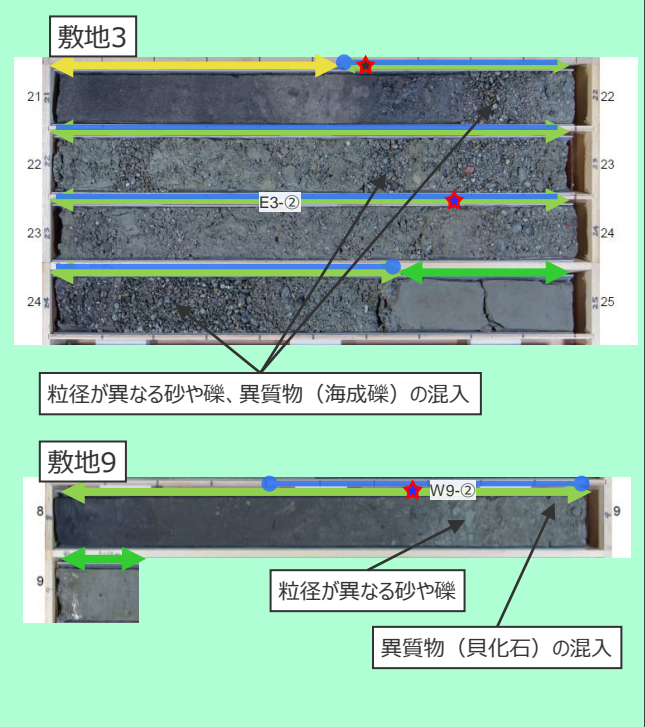 敷地3
21 22
22 23
E3-②
23 24
24 25
粒径が異なる砂や礫、異質物（海成礫）の混入
敷地9
W9-②
8 9
9
粒径が異なる砂や礫
異質物（貝化石）の混入